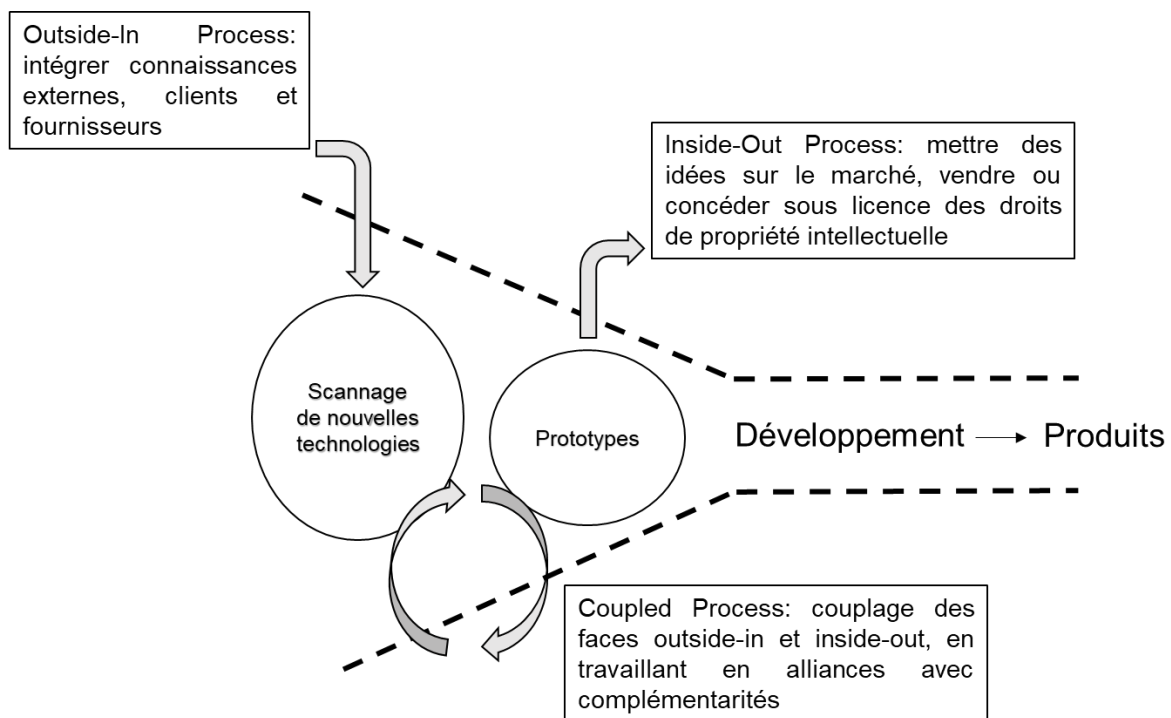 Outside-In Process:
intégrer connaissances
externes, clients et
fournisseurs
Inside-Out Process: mettre des
idées sur le marché, vendre ou
concéder sous licence des droits
de propriété intellectuelle
Scannage
de nouvelles
technologies
Prototypes
Développement
Produits
Coupled Process: couplage des
faces outside-in et inside-out, en
travaillant en alliances avec
complémentarités